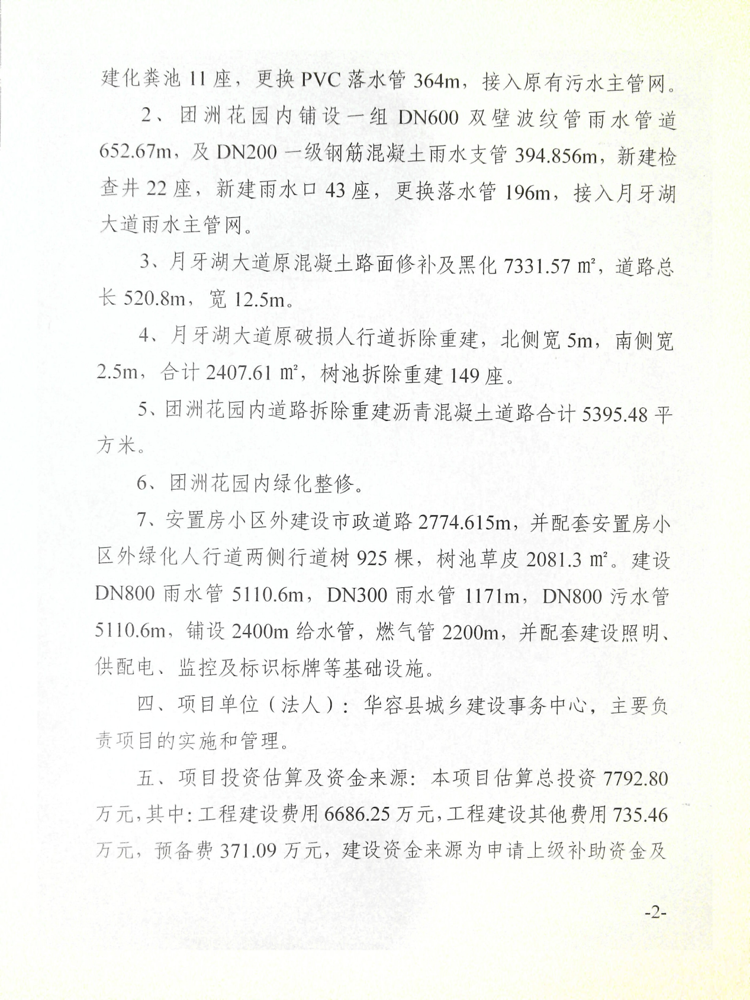 建化粪池 11 座，更换 PVC 落水管 364m，接入原有污水主管网。
2、团洲花园内铺设一组 DN600 双壁波纹管雨水管道
652.67m，及 DN200 一级钢筋混凝土雨水支管 394.856m，新建检
查井 22 座，新建雨水口 43 座，更换落水管 196m，接入月牙湖
大道雨水主管网。
3、月牙湖大道原混凝土路面修补及黑化 7331.57 ㎡，道路总
长 520.8m，宽 12.5m。
4、月牙湖大道原破损人行道拆除重建，北侧宽 5m，南侧宽
2.5m，合计 2407.61 ㎡，树池拆除重建 149 座。
5、团洲花园内道路拆除重建沥青混凝土道路合计 5395.48 平
方米。
6、团洲花园内绿化整修。
7、安置房小区外建设市政道路 2774.615m，并配套安置房小
区外绿化人行道两侧行道树 925 棵，树池草皮 2081.3 ㎡。建设
DN800 雨水管 5110.6m，DN300 雨水管 1171m，DN800 污水管
5110.6m，铺设 2400m 给水管，燃气管 2200m，并配套建设照明、
供配电、监控及标识标牌等基础设施。
四、项目单位（法人）：华容县城乡建设事务中心，主要负
责项目的实施和管理。
五、项目投资估算及资金来源：本项目估算总投资 7792.80
万元，其中：工程建设费用 6686.25 万元，工程建设其他费用 735.46
万元，预备费 371.09 万元，建设资金来源为申请上级补助资金及
-2-